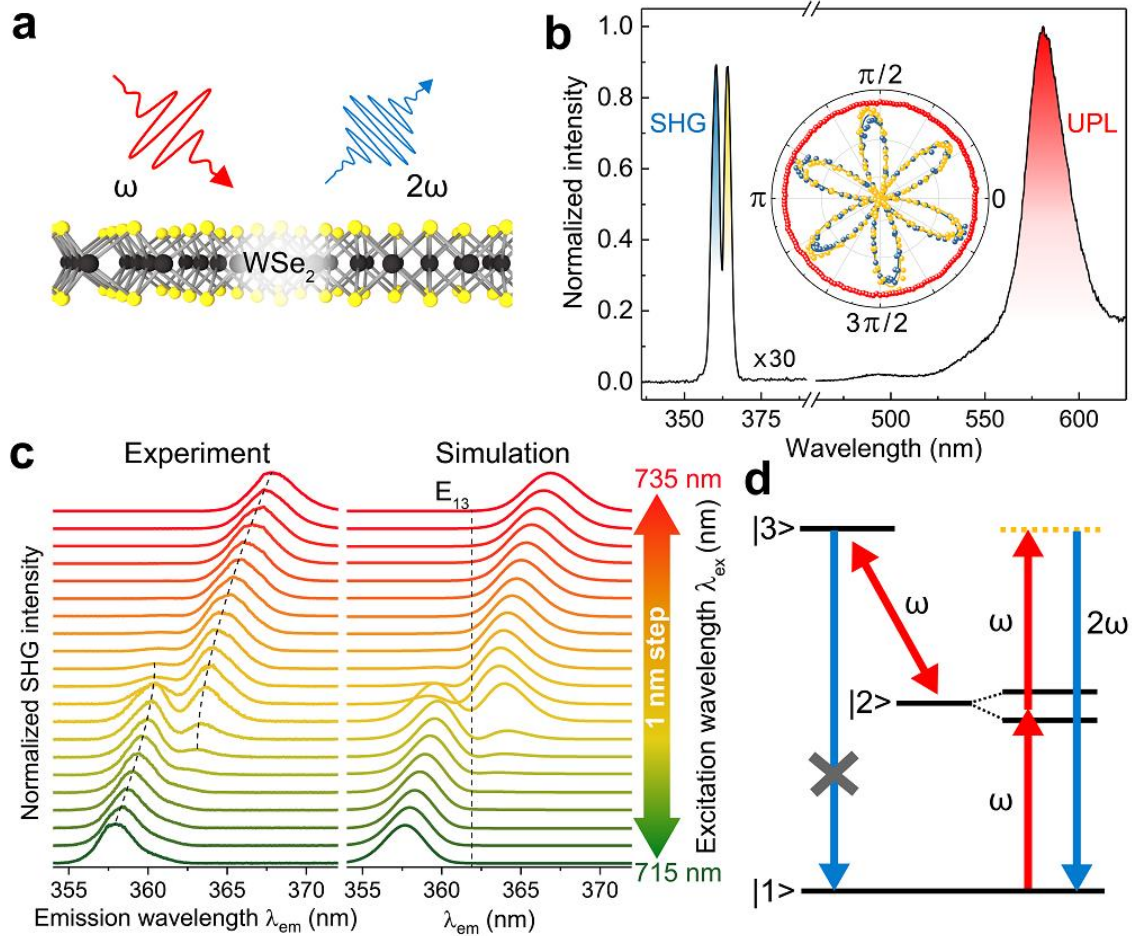 a
ω
2ω
WSe2
b
Normalized intensity
1.0
0.8
0.6
0.4
0.2
0.0
SHG
UPL
π/2
π
0
3π/2
x30
350
375
500
550
600
Wavelength (nm)
c
Experiment
Simulation
E13
Normalized SHG intensity
355
360
365
370
355
360
365
370
Emission wavelength λem (nm)
λem (nm)
735 nm
1 nm step
715 nm
Excitation wavelength λex (nm)
d
|3>
ω
ω
2ω
|2>
ω
|1>